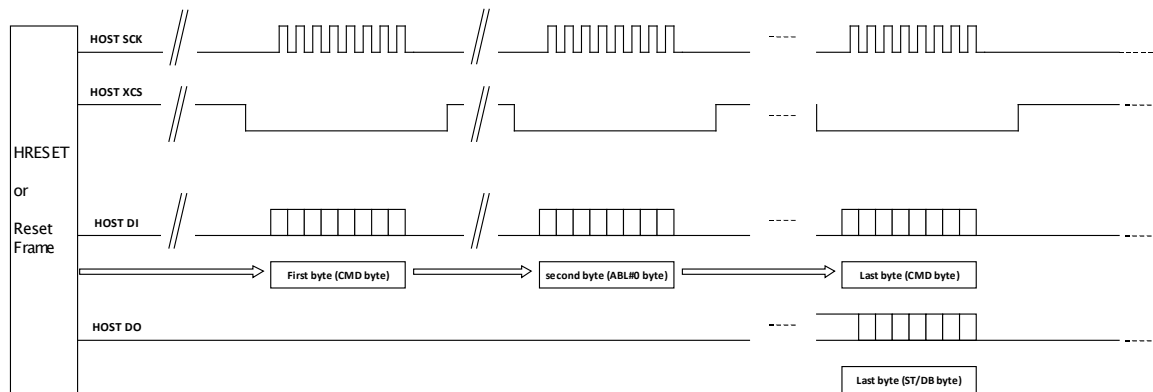 HRESET
or
Reset
Frame
HOST SCK
HOST XCS
HOST DI
First byte (CMD byte)
second byte (ABL#0 byte)
Last byte (CMD byte)
HOST DO
Last byte (ST/DB byte)